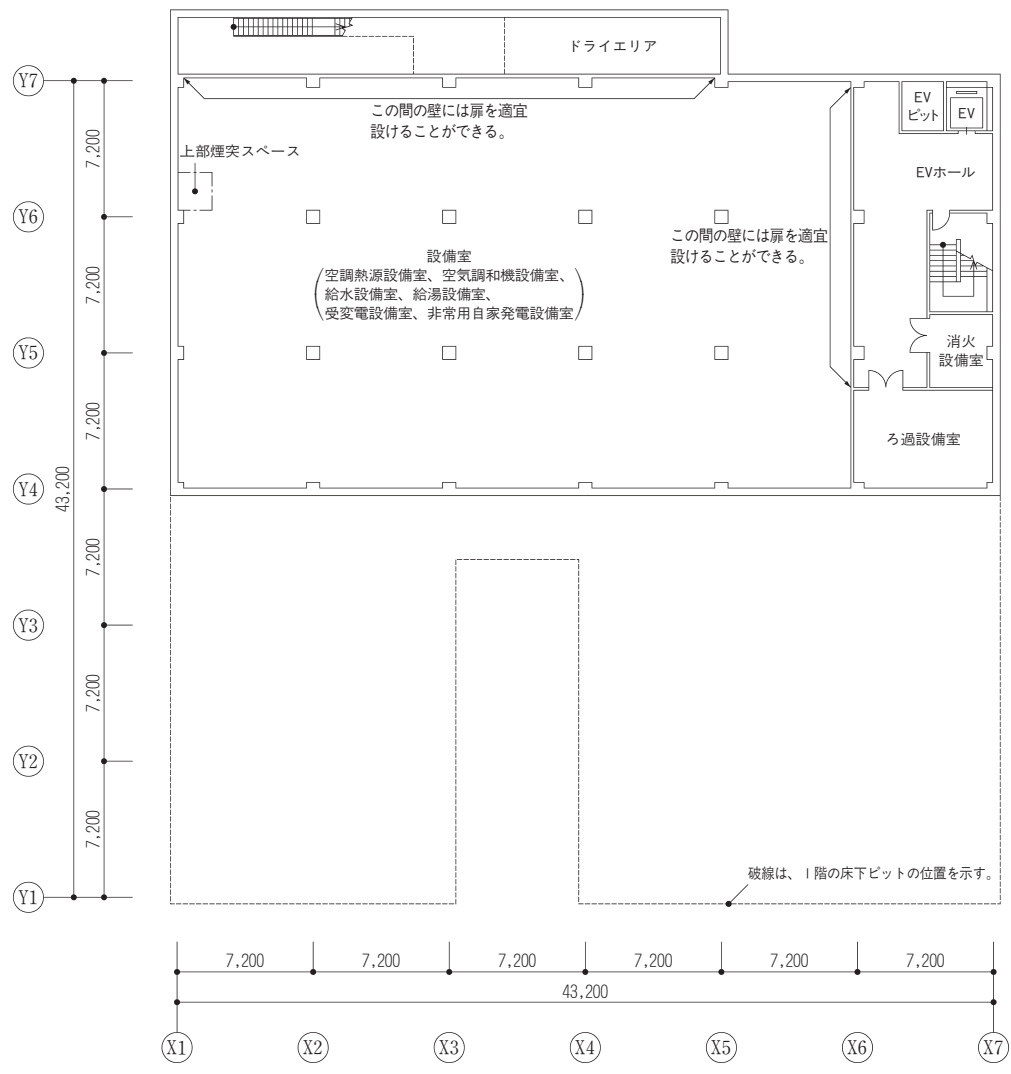 ドライエリア
Y7
この間の壁には扉を適宜
設けることができる。
EV
ピット
EV
上部煙突スペース
EVホール
7,200
Y6
この間の壁には扉を適宜
設けることができる。
設備室
(空調熱源設備室、空気調和機設備室、
給水設備室、給湯設備室、
受変電設備室、非常用自家発電設備室)
7,200
消火
設備室
Y5
ろ過設備室
7,200
43,200
Y4
7,200
Y3
7,200
Y2
7,200
破線は、1階の床下ピットの位置を示す。
Y1
7,200 7,200 7,200 7,200 7,200 7,200
43,200
X1 X2 X3 X4 X5 X6 X7